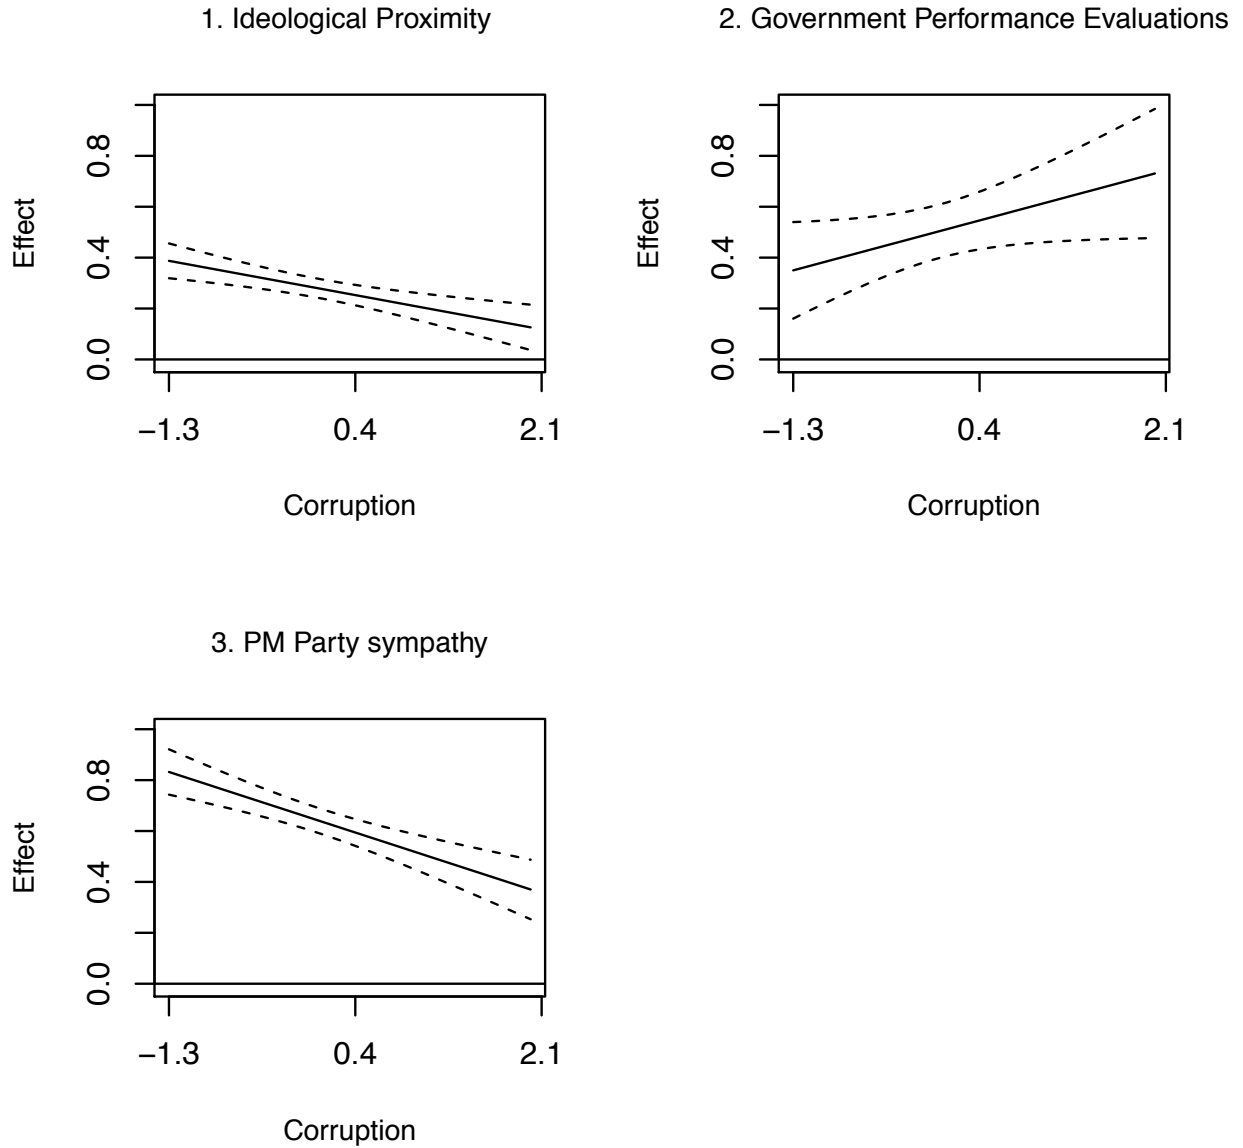 1. Ideological Proximity
Effect
0.0 0.4 0.8
−1.3 0.4 2.1
Corruption
2. Government Performance Evaluations
Effect
0.0 0.4 0.8
−1.3 0.4 2.1
Corruption
3. PM Party sympathy
Effect
0.0 0.4 0.8
−1.3 0.4 2.1
Corruption